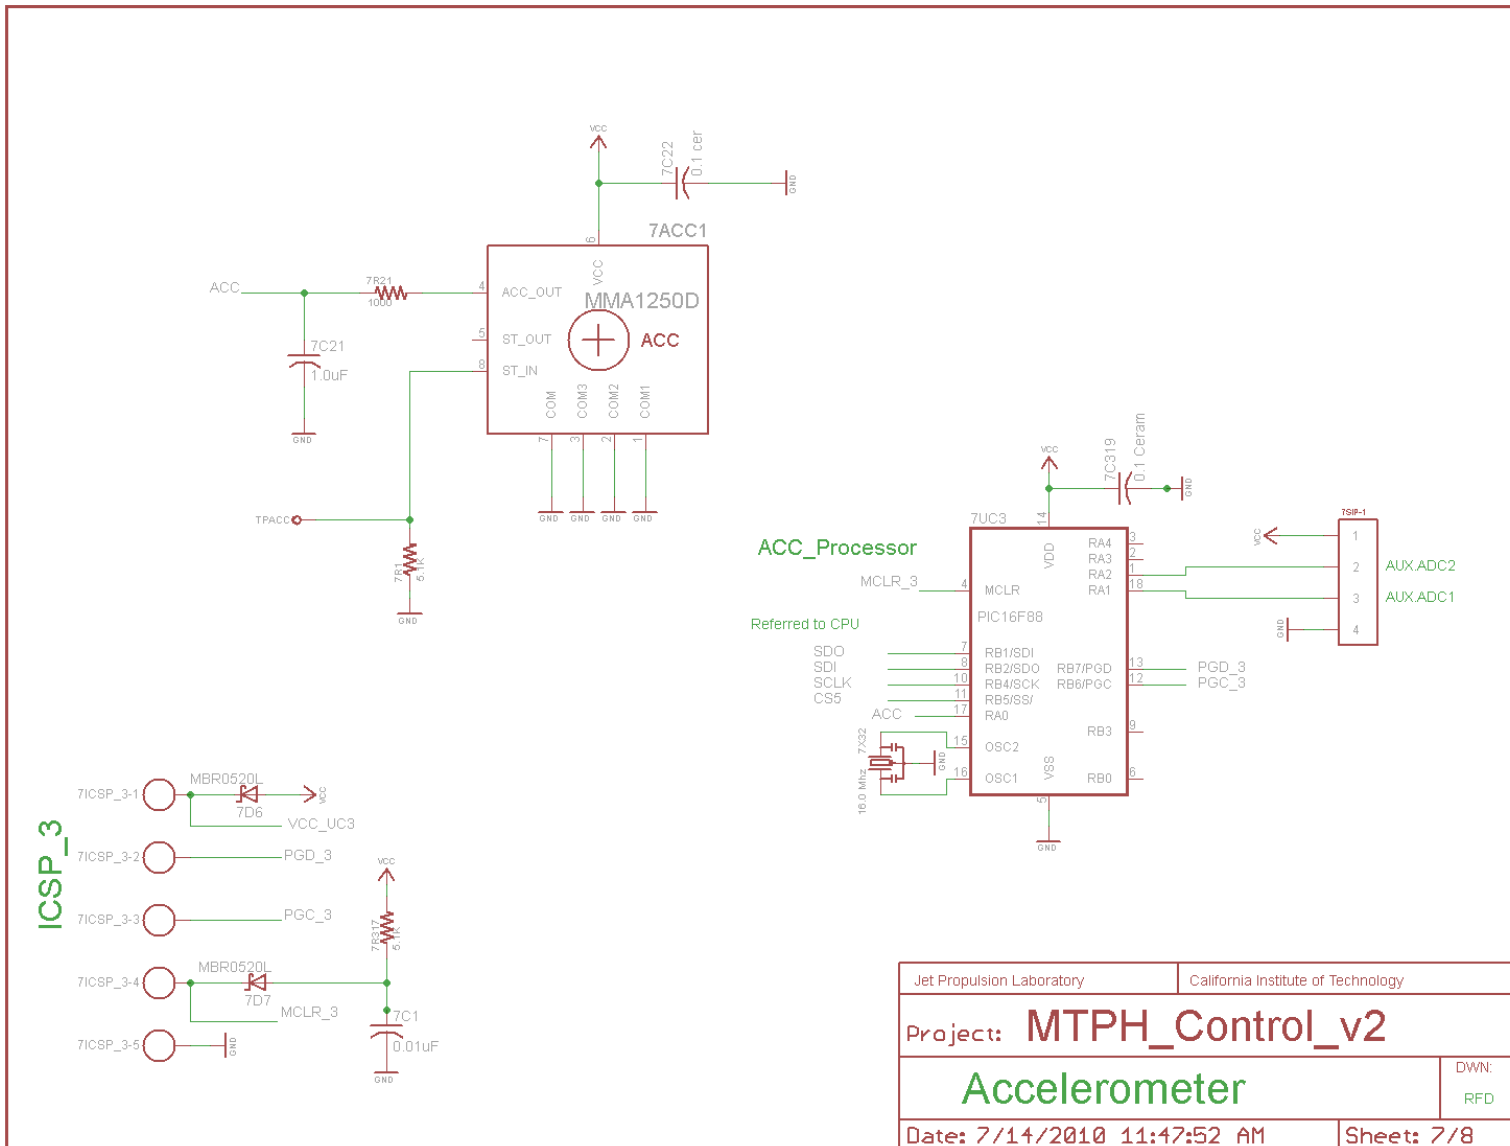 VCC
7C22
0.1 cer
GND
7ACC1
6
VCC
ACC
7R21
1000
4
ACC_OUT
MMA1250D
5
ST_OUT
ACC
8
ST_IN
7C21
1.0uF
GND
COM
COM3
COM2
COM1
7
3
2
1
GND
GND
GND
GND
TPACC
7R1
5.1K
GND
VCC
7C319
0.1 Ceram
GND
ACC_Processor
7UC3
14
VDD
RA4 3
RA3 2
RA2 1
RA1 18
MCLR_3
4
MCLR
PIC16F88
Referred to CPU
SDO
7
RB1/SDI
SDI
8
RB2/SDO
SCLK
10
RB4/SCK
CS5
11
RB5/SS/
ACC
17
RA0
RB7/PGD 13
PGD_3
RB6/PGC 12
PGC_3
RB3 9
RB0 6
15
OSC2
16
OSC1
VSS
5
GND
7X32
16.0 Mhz
GND
7SIP-1
VCC
1
2
AUX.ADC2
3
AUX.ADC1
GND
4
ICSP_3
7ICSP_3-1
MBR0520L
7D6
VCC
VCC_UC3
7ICSP_3-2
PGD_3
7ICSP_3-3
PGC_3
VCC
7R317
5.1K
7ICSP_3-4
MBR0520L
7D7
MCLR_3
7C1
0.01uF
GND
7ICSP_3-5
GND
Jet Propulsion Laboratory
California Institute of Technology
Project: MTPH_Control_v2
Accelerometer
DWN:
RFD
Date: 7/14/2010 11:47:52 AM
Sheet: 7/8